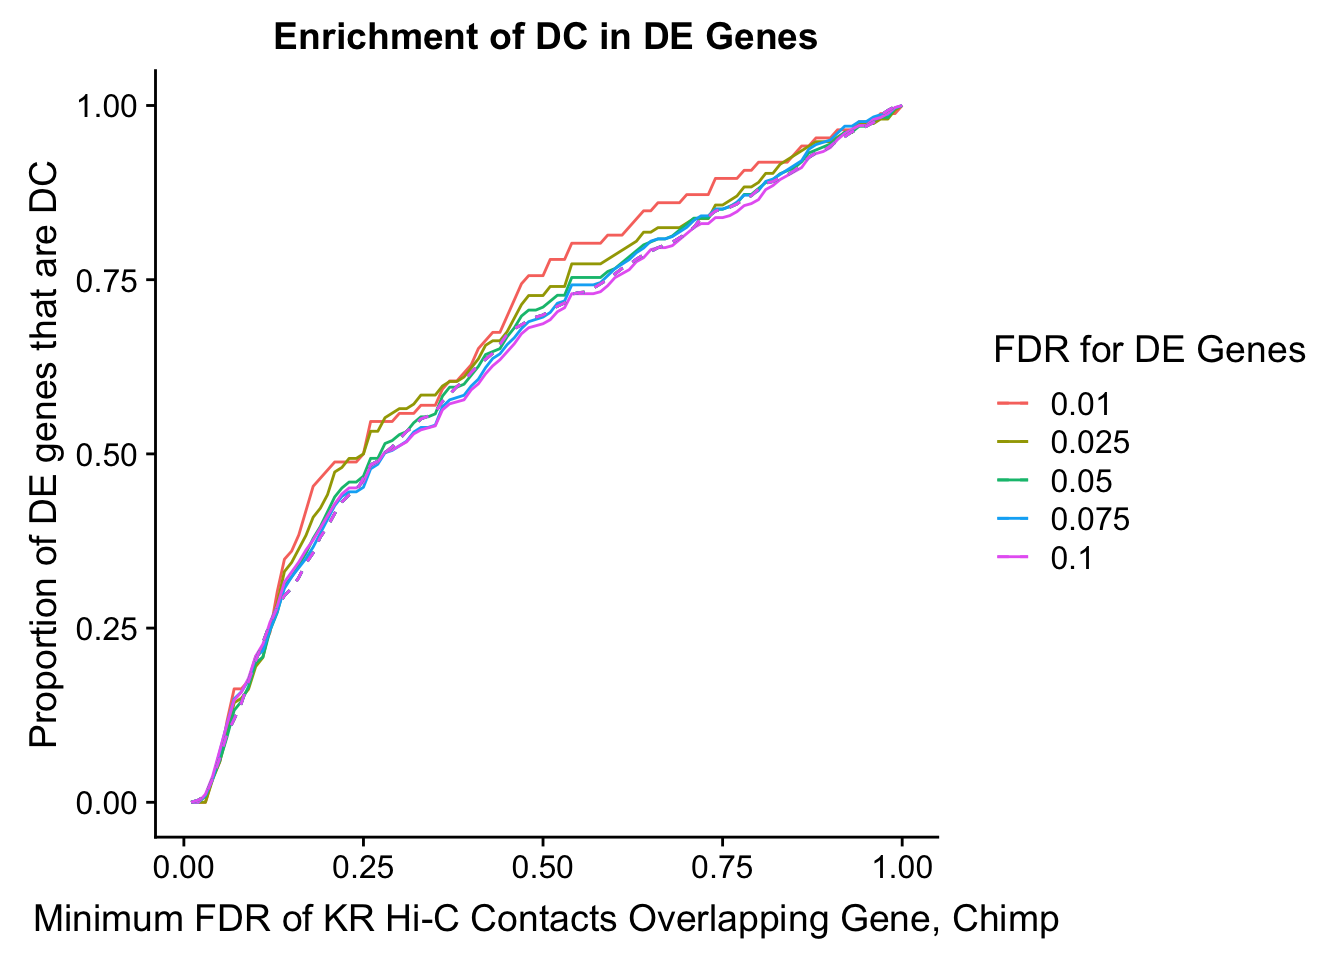 Enrichment of DC in DE Genes
Proportion of DE genes that are DC
1.00
0.75
0.50
0.25
0.00
0.00 0.25 0.50 0.75 1.00
Minimum FDR of KR Hi-C Contacts Overlapping Gene, Chimp
FDR for DE Genes
0.01
0.025
0.05
0.075
0.1